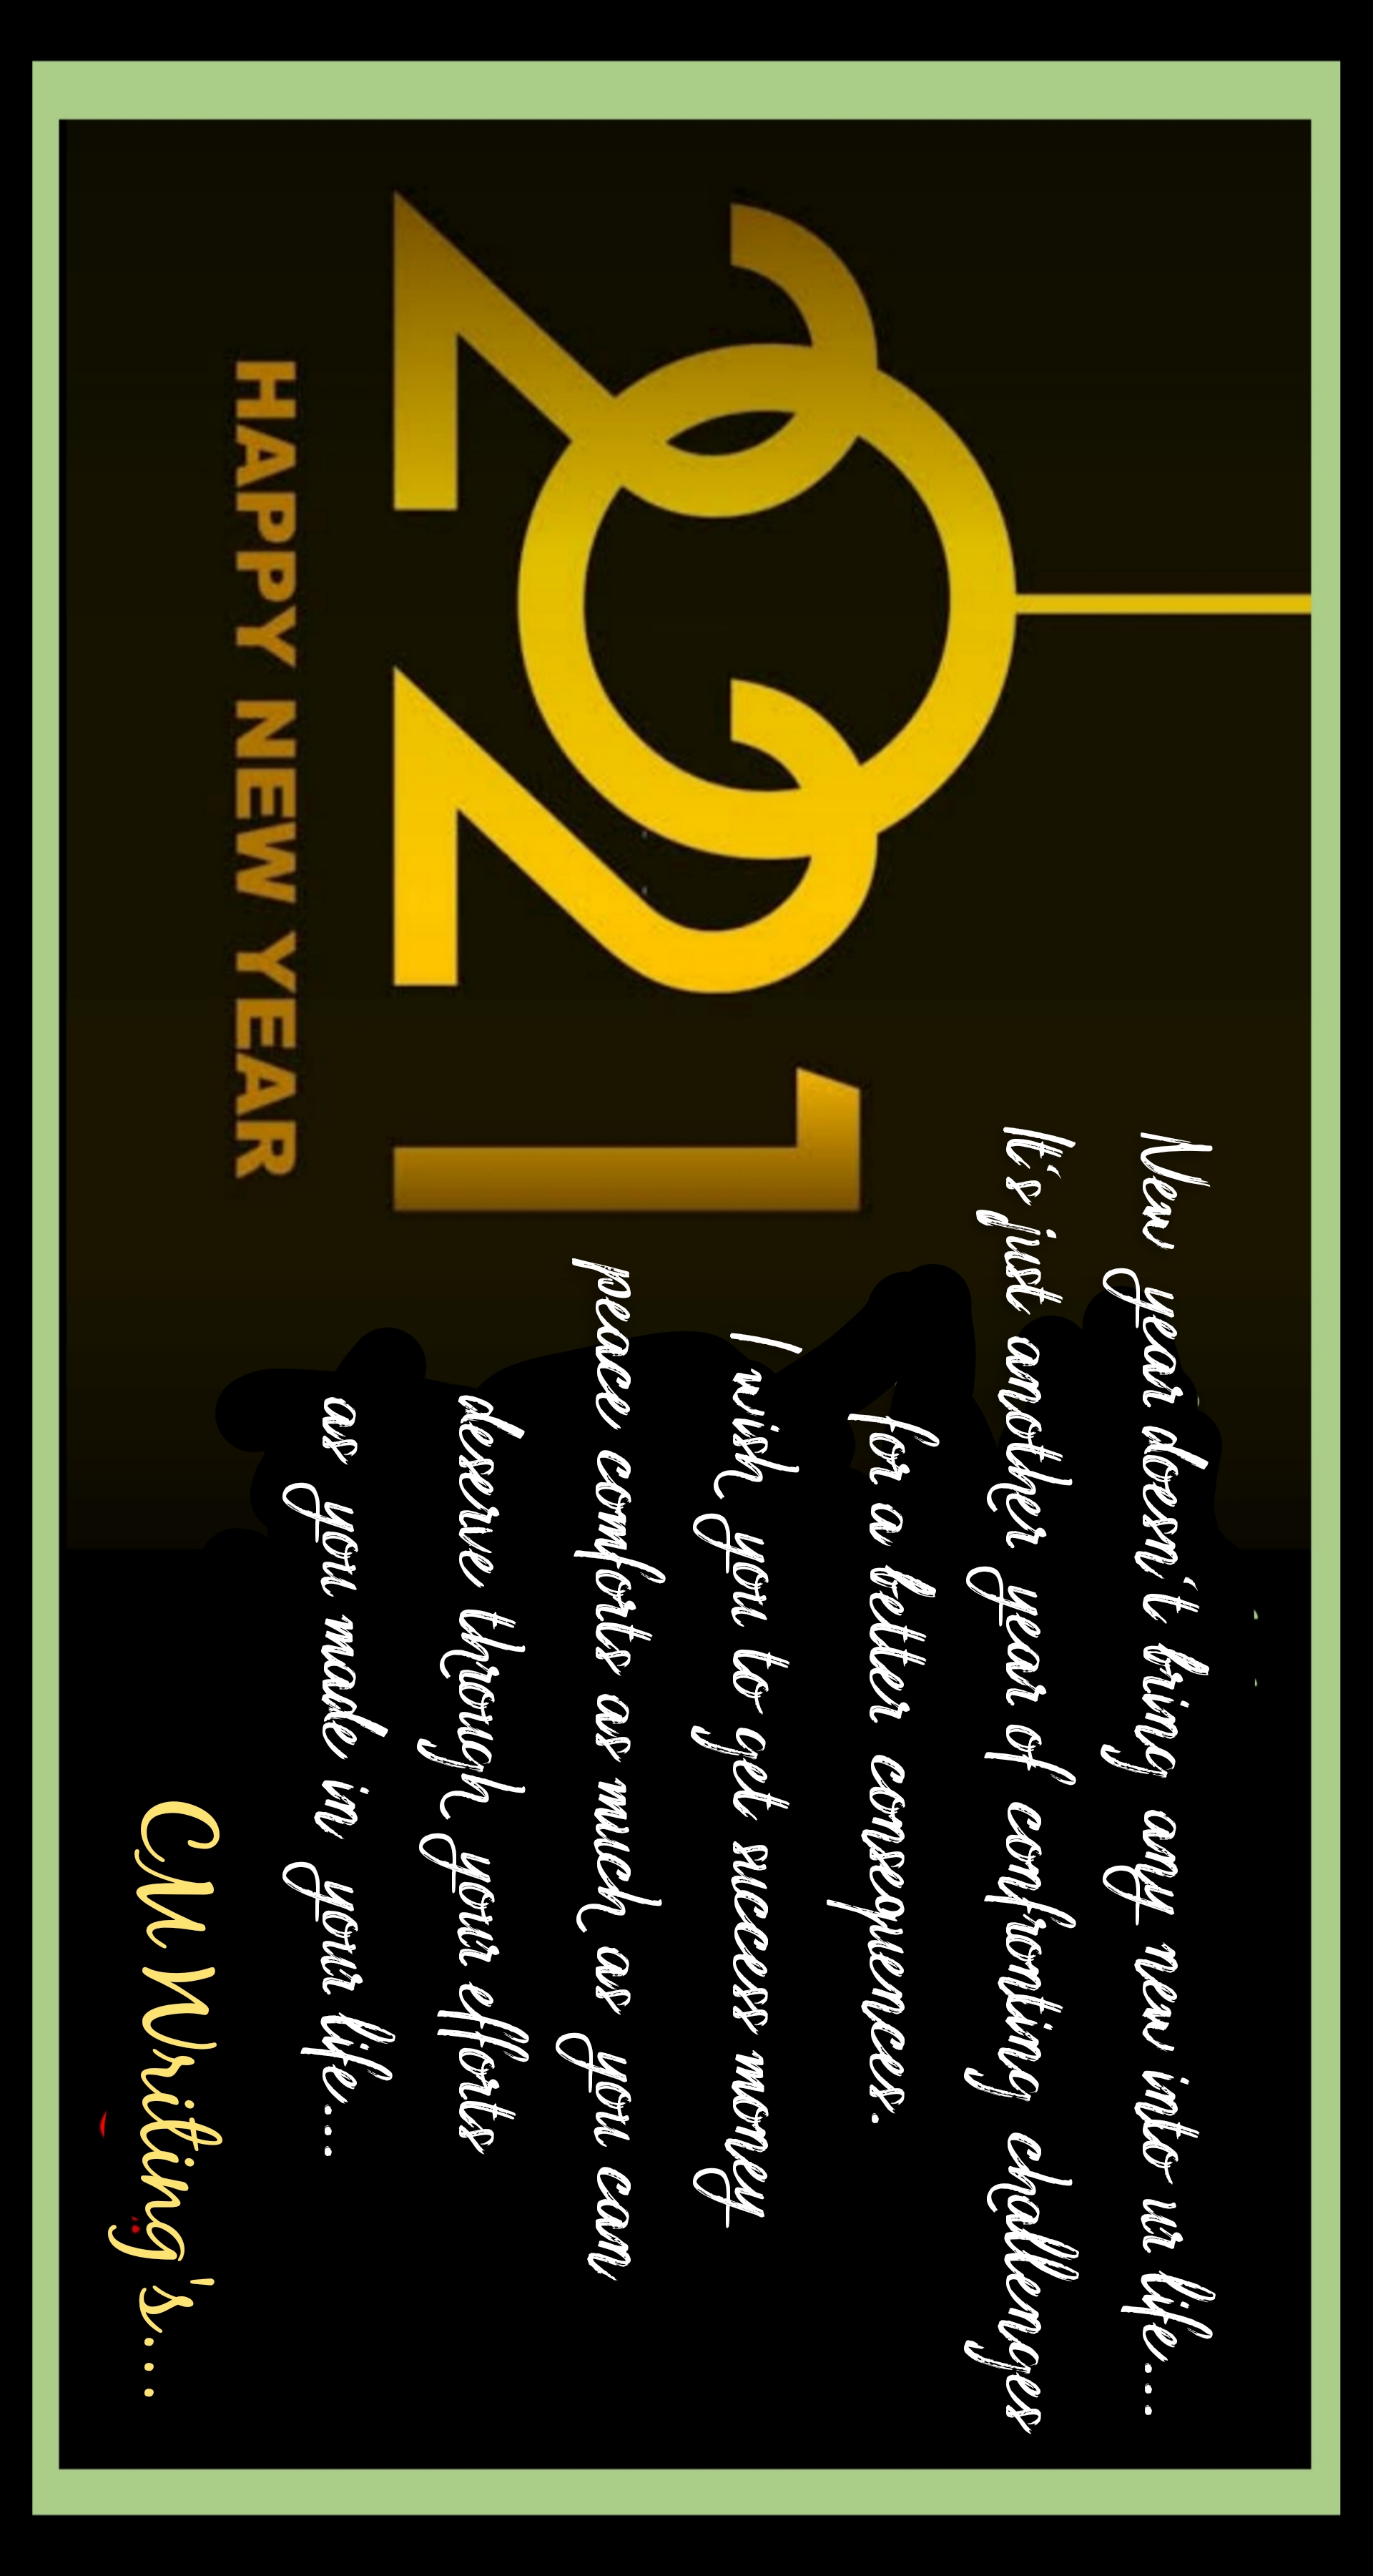 2021
HAPPY NEW YEAR
New year doesn't bring any new into ur life...
It's just another year of confronting challenges
for a better consequences.
I wish you to get success money
peace comforts as much as you can
deserve through your efforts
as you made in your life...
CM Writing's...